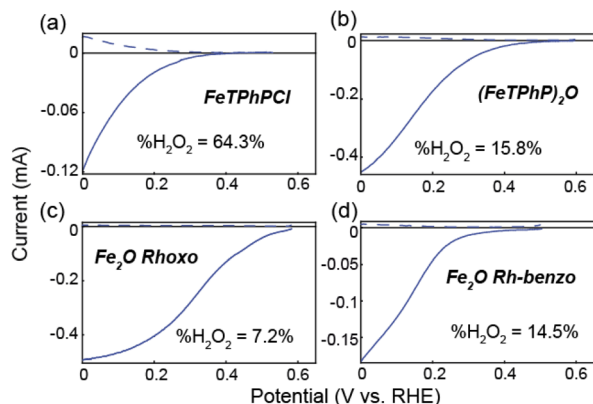 (a)
0
-0.06
-0.12
0
0.2
0.4
0.6
FeTPhPCl
%H₂O₂ = 64.3%
(b)
0
-0.2
-0.4
0
0.2
0.4
0.6
(FeTPhP)₂O
%H₂O₂ = 15.8%
(c)
0
-0.2
-0.4
0
0.2
0.4
0.6
Fe₂O Rhoxo
%H₂O₂ = 7.2%
(d)
0
-0.05
-0.1
-0.15
0
0.2
0.4
0.6
Fe₂O Rh-benzo
%H₂O₂ = 14.5%
Current (mA)
Potential (V vs. RHE)